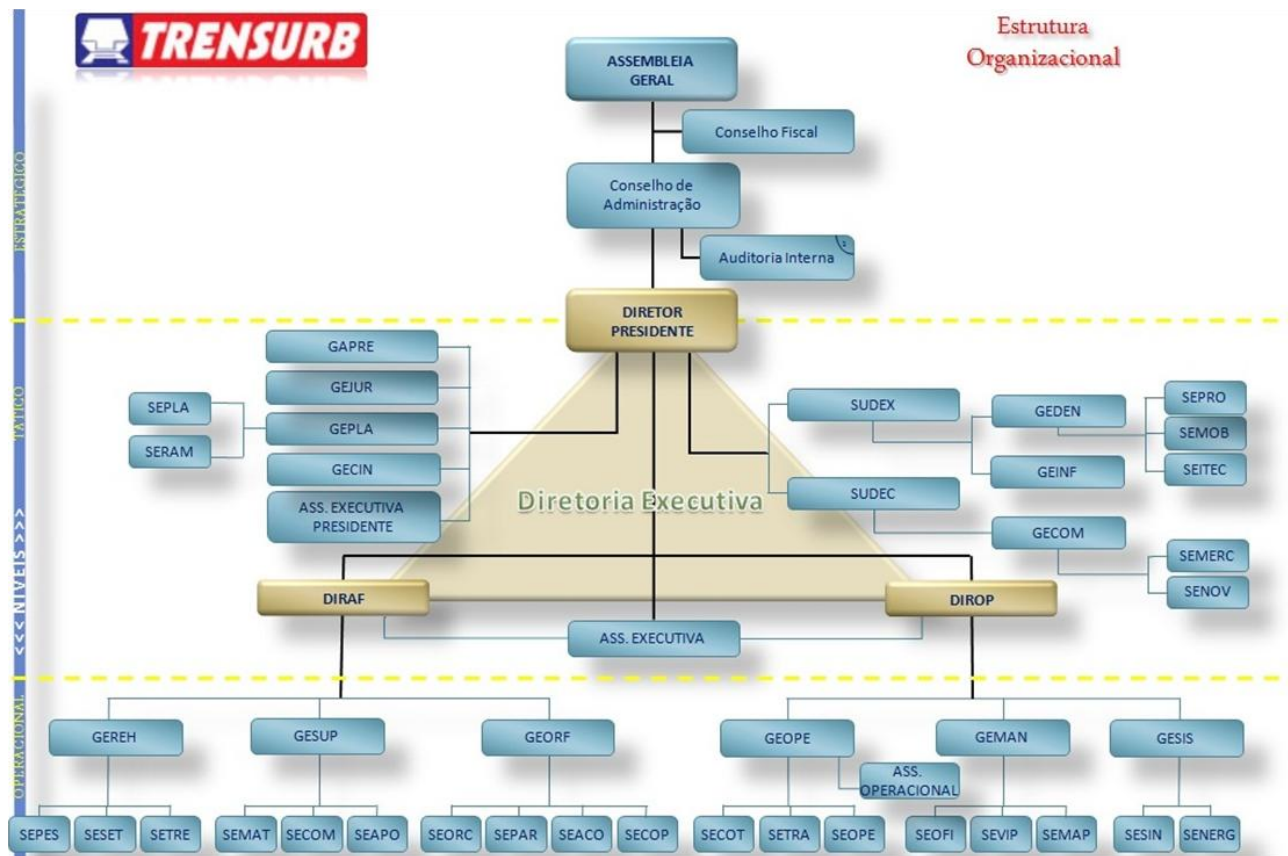 TRENSURB
Estrutura
Organizacional
ASSEMBLEIA
GERAL
Conselho Fiscal
Conselho de
Administração
Auditoria Interna
1
ESTRATÉGICO
DIRETOR
PRESIDENTE
TÁTICO
GAPRE
GEJUR
GEPLA
GECIN
ASS. EXECUTIVA
PRESIDENTE
SEPLA
SERAM
SUDEX
SUDEC
GEDEN
GEINF
GECOM
SEPRO
SEMOB
SEITEC
SEMERC
SENOV
Diretoria Executiva
<<< NÍVEIS >>>
DIRAF
DIROP
ASS. EXECUTIVA
OPERACIONAL
GEREH
GESUP
GEORF
GEOPE
GEMAN
GESIS
ASS.
OPERACIONAL
SEPES
SESET
SETRE
SEMAT
SECOM
SEAPO
SEORC
SEPAR
SEACO
SECOP
SECOT
SETRA
SEOPE
SEOFI
SEVIP
SEMAP
SESIN
SENERG